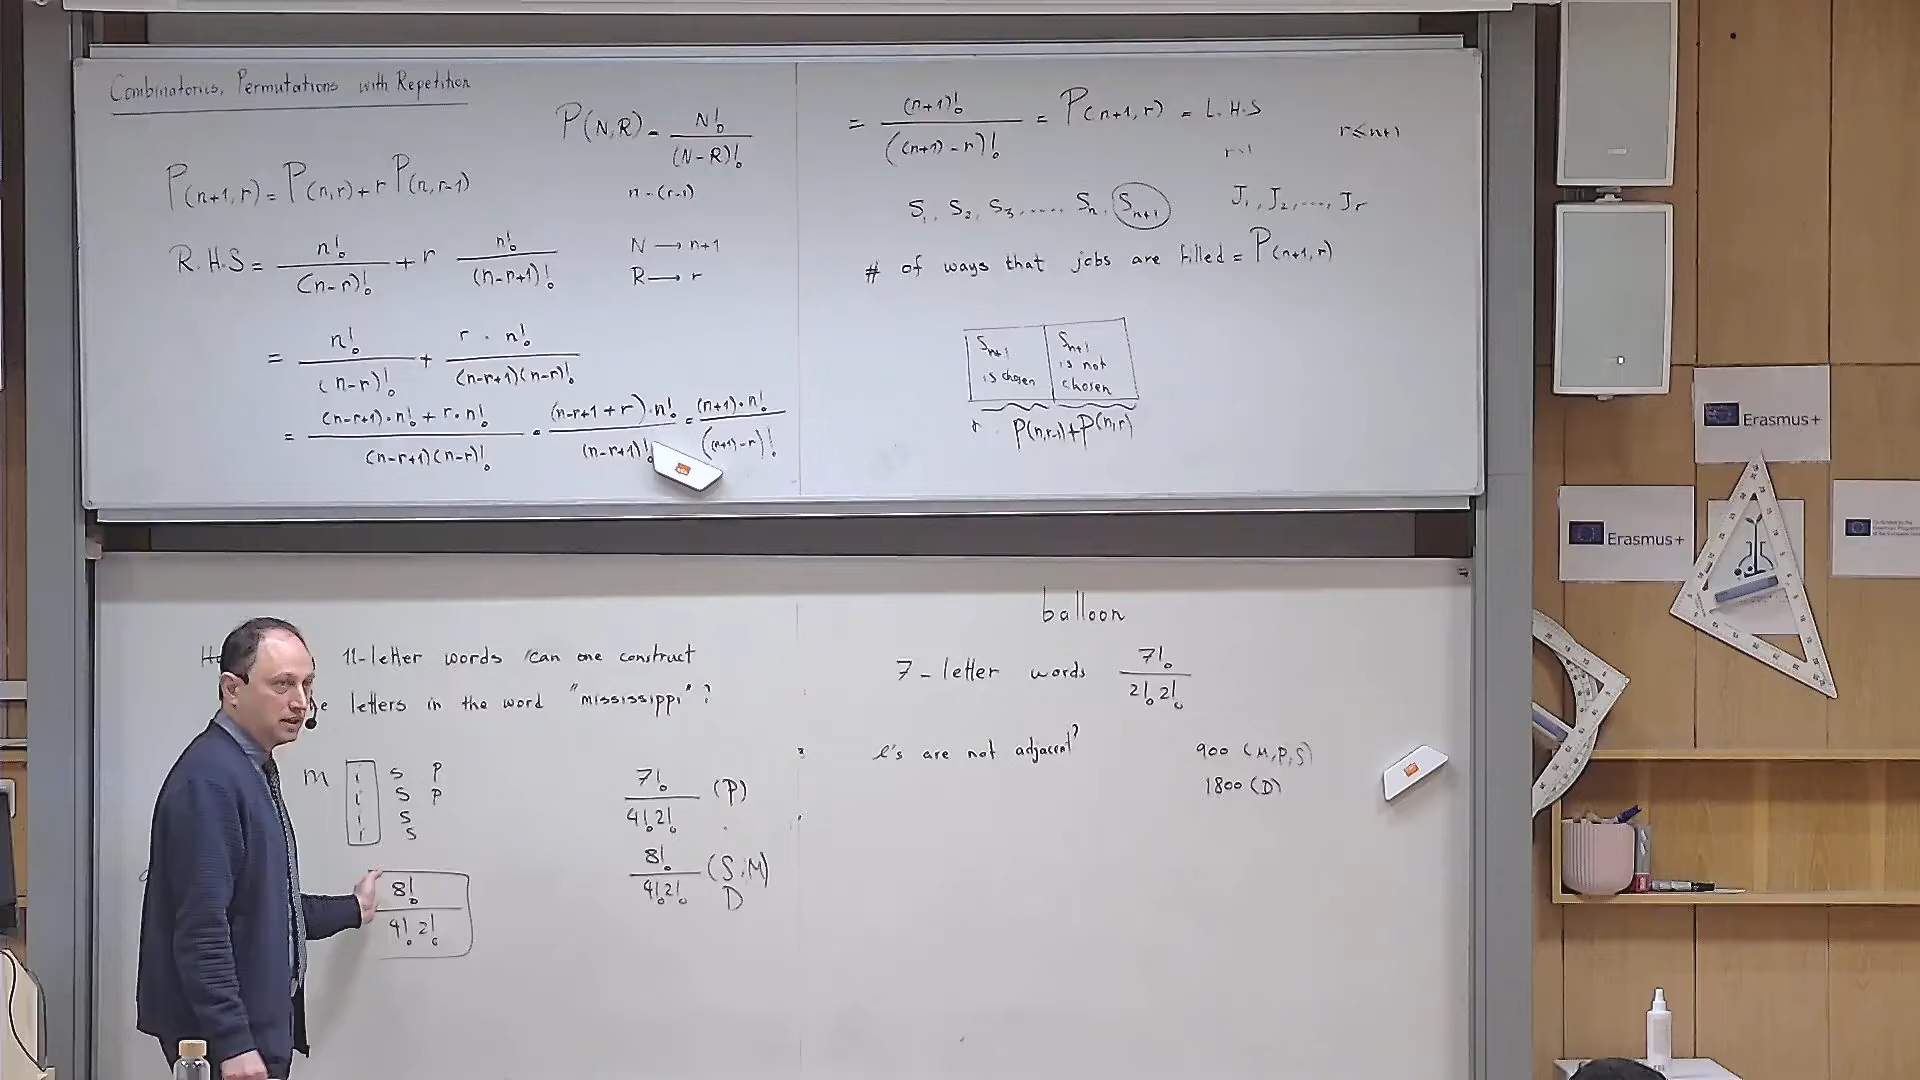 Combinatorics, Permutations with Repetition
P(N,R) = N! / (N-R)!
P(n+1,r) = P(n,r) + r P(n,r-1)
n-(r-1)
R.H.S = n! / (n-r)! + r n! / (n-r+1)!
N → n+1
R → r
= n! / (n-r)! + r · n! / (n-r+1)(n-r)!
= (n-r+1)·n! + r·n! / (n-r+1)(n-r)! = (n-r+1+r)·n! / (n-r+1)! = (n+1)·n! / ((n+1)-r)!
= (n+1)! / ((n+1)-r)! = P(n+1,r) = L.H.S
r≤n+1
S1, S2, S3, ..... Sn, Sn+1
J1, J2, ..., Jr
# of ways that jobs are filled = P(n+1,r)
Sn+1 is chosen
Sn+1 is not chosen
r · P(n,r-1) + P(n,r)
11-letter words can one construct
letters in the word "mississippi"?
m i s p
i s p
i s
i s
8! / 4! 2!
7! / 4! 2! (P)
8! / 4! 2! (S,M)
D
balloon
7-letter words 7! / 2! 2!
l's are not adjacent?
900 (M,P,S)
1800 (D)
Erasmus+
Erasmus+